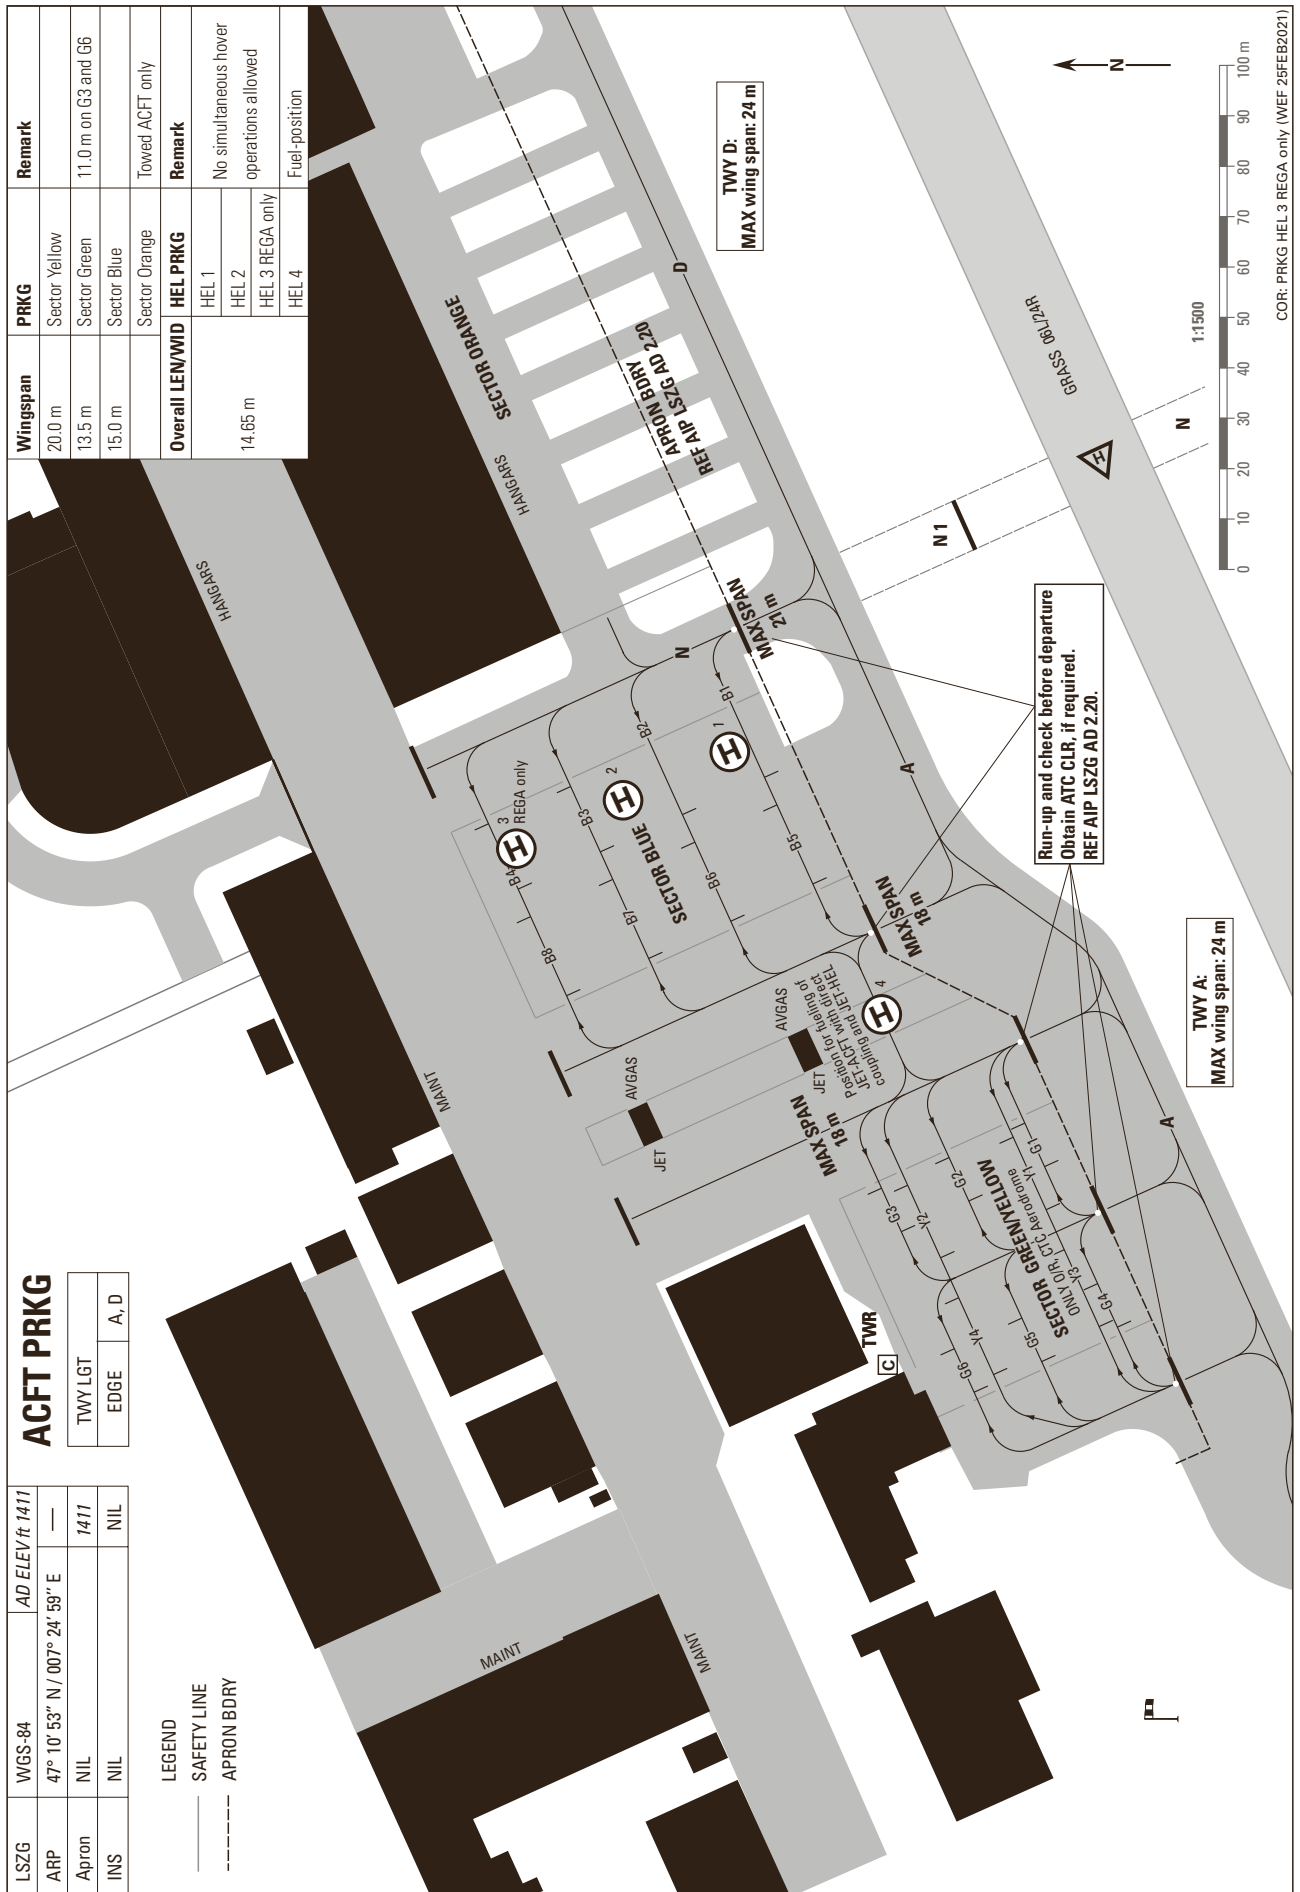 LSZG WGS-84 AD ELEV ft 1411
ARP 47° 10′ 53″ N / 007° 24′ 59″ E —
Apron NIL 1411
INS NIL NIL
ACFT PRKG
TWY LGT
EDGE A, D
Wingspan PRKG Remark
20.0 m Sector Yellow
13.5 m Sector Green 11.0 m on G3 and G6
15.0 m Sector Blue
Sector Orange Towed ACFT only
Overall LEN/WID HEL PRKG Remark
14.65 m
HEL 1
HEL 2
HEL 3 REGA only
HEL 4
No simultaneous hover
operations allowed
Fuel-position
LEGEND
SAFETY LINE
APRON BDRY
MAINT
MAINT
MAINT
HANGARS
HANGARS
SECTOR ORANGE
APRON BDRY
REF AIP LSZG AD 2.20
D
TWY D:
MAX wing span: 24 m
N
MAX SPAN
21 m
3
REGA only
H
2
H
1
H
B4
B8
B3
B7
B2
B6
B1
B5
SECTOR BLUE
MAX SPAN
18 m
A
AVGAS
JET
AVGAS
JET
Position for fueling of
JET-ACFT with direct
coupling and JET-HEL
4
H
MAX SPAN
18 m
TWR
C
G3
Y2
G2
G1
Y1
G6
Y4
G5
Y3
G4
SECTOR GREEN/YELLOW
ONLY O/R, CTC Aerodrome
A
Run-up and check before departure
Obtain ATC CLR, if required.
REF AIP LSZG AD 2.20.
TWY A:
MAX wing span: 24 m
N 1
N
H
GRASS 06L/24R
N
1:1500
0 10 20 30 40 50 60 70 80 90 100 m
COR: PRKG HEL 3 REGA only (WEF 25FEB2021)